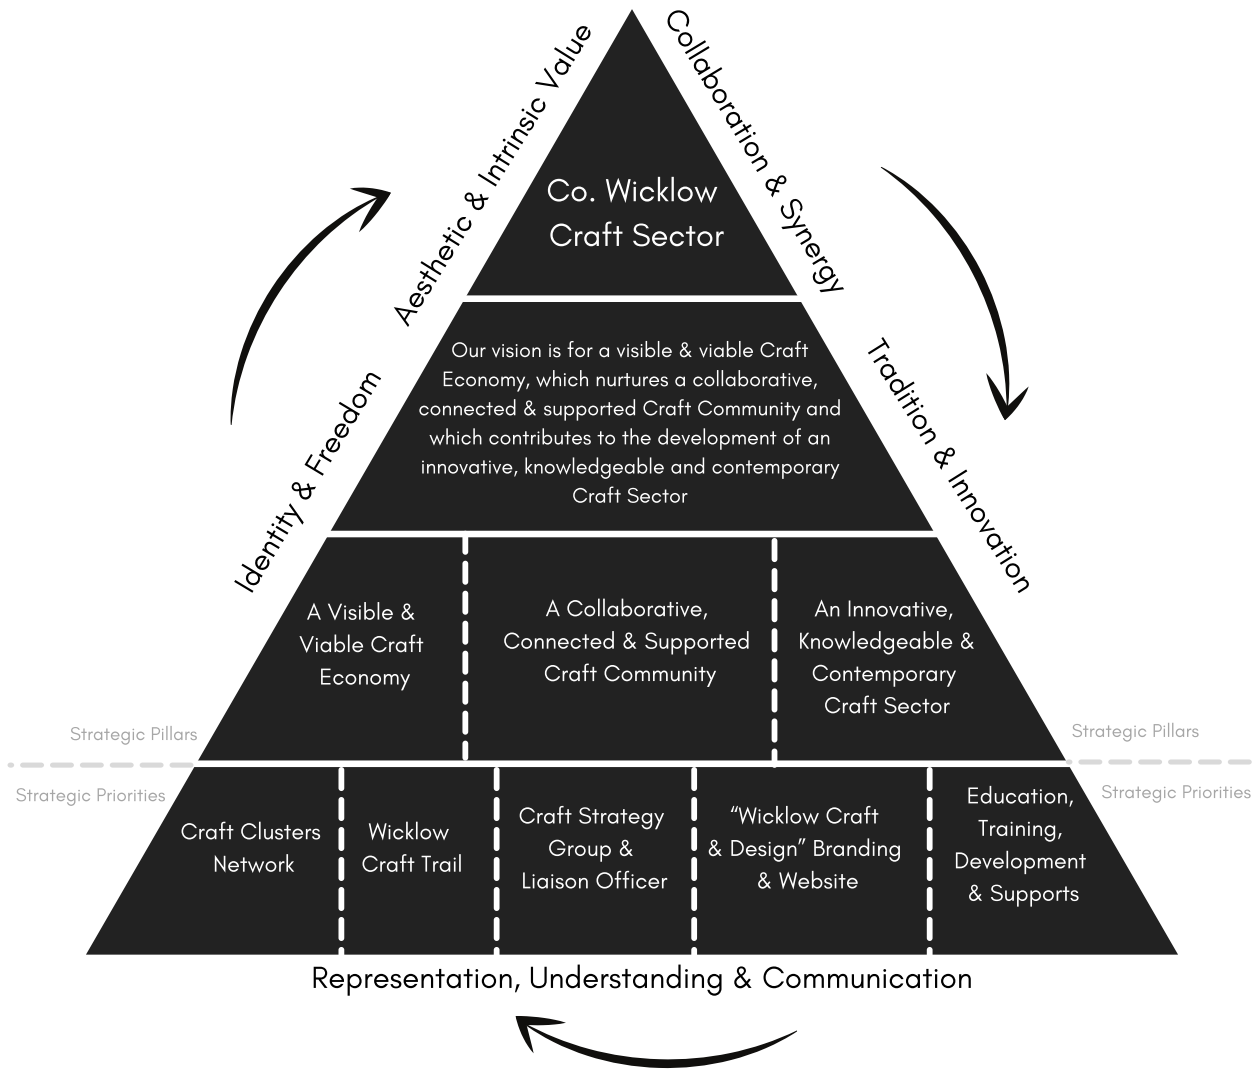 Aesthetic & Intrinsic Value
Collaboration & Synergy
Co. Wicklow
Craft Sector
Identity & Freedom
Tradition & Innovation
Our vision is for a visible & viable Craft
Economy, which nurtures a collaborative,
connected & supported Craft Community and
which contributes to the development of an
innovative, knowledgeable and contemporary
Craft Sector
A Visible &
Viable Craft
Economy
A Collaborative,
Connected & Supported
Craft Community
An Innovative,
Knowledgeable &
Contemporary
Craft Sector
Strategic Pillars
Strategic Pillars
Strategic Priorities
Strategic Priorities
Craft Clusters
Network
Wicklow
Craft Trail
Craft Strategy
Group &
Liaison Officer
“Wicklow Craft
& Design” Branding
& Website
Education,
Training,
Development
& Supports
Representation, Understanding & Communication